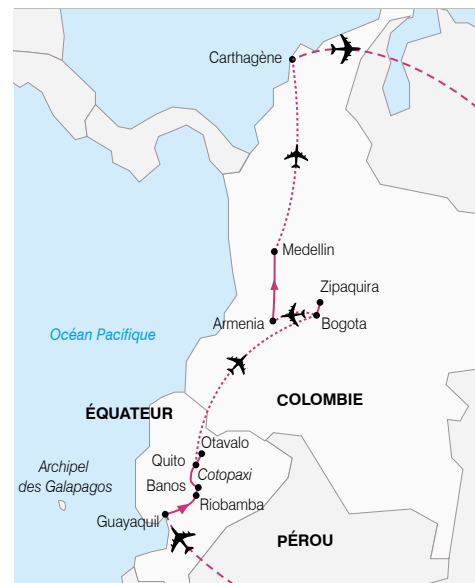 Carthagène
Medellin
Zipaquira
Armenia
Bogota
Océan Pacifique
COLOMBIE
ÉQUATEUR
Otavalo
Quito
Cotopaxi
Archipel
des Galapagos
Banos
Riobamba
Guayaquil
PÉROU